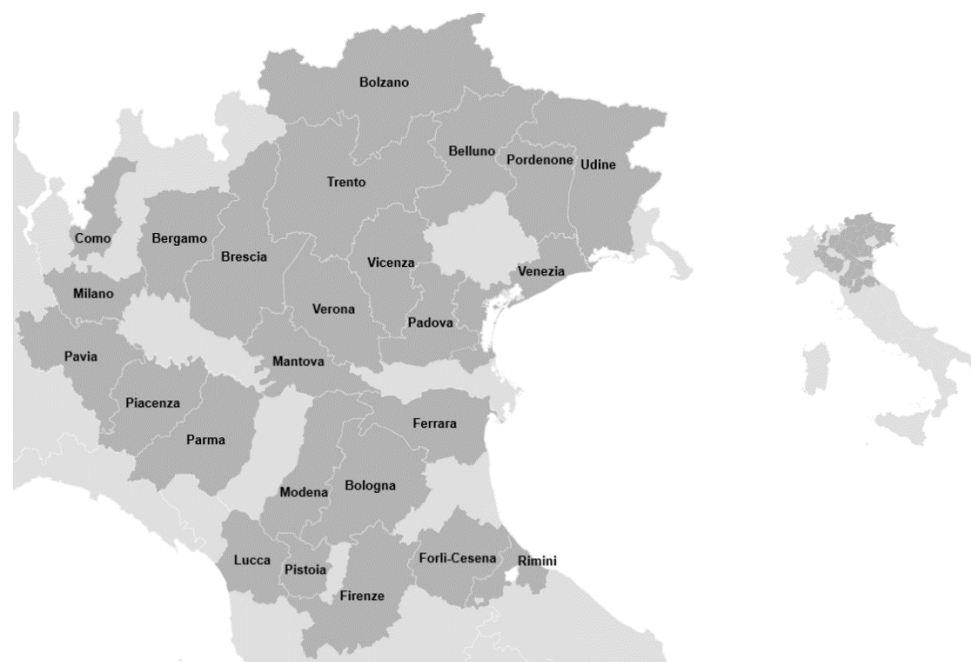 Bolzano
Belluno
Pordenone
Udine
Trento
Como
Bergamo
Brescia
Vicenza
Venezia
Milano
Verona
Padova
Pavia
Mantova
Piacenza
Ferrara
Parma
Modena
Bologna
Lucca
Pistoia
Forlì-Cesena
Rimini
Firenze